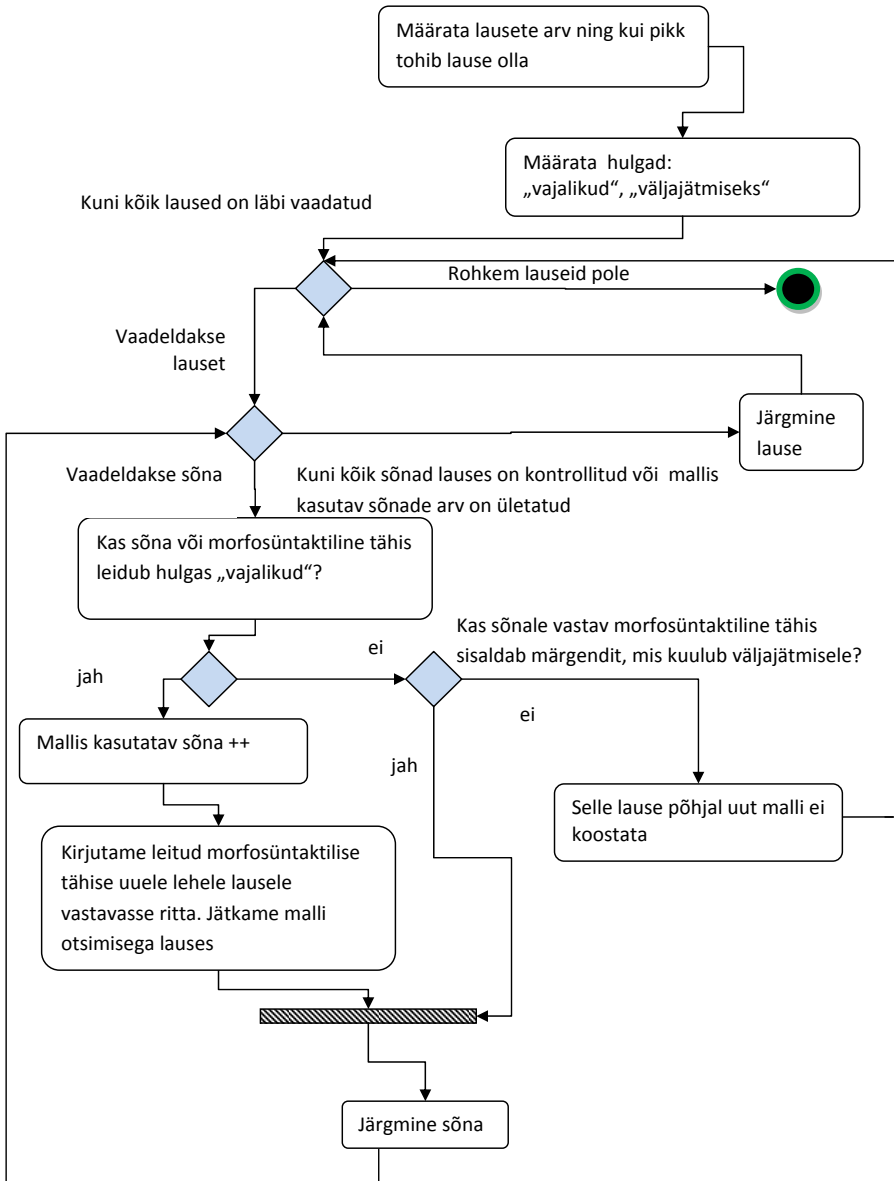 Määrata lausete arv ning kui pikk
tohib lause olla
Määrata hulgad:
„vajalikud“, „väljajätmiseks“
Kuni kõik laused on läbi vaadatud
Rohkem lauseid pole
Vaadeldakse
lauset
Järgmine
lause
Vaadeldakse sõna
Kuni kõik sõnad lauses on kontrollitud või mallis
kasutav sõnade arv on ületatud
Kas sõna või morfosüntaktiline tähis
leidub hulgas „vajalikud“?
Kas sõnale vastav morfosüntaktiline tähis
sisaldab märgendit, mis kuulub väljajätmisele?
ei
jah
ei
Mallis kasutatav sõna ++
jah
Selle lause põhjal uut malli ei
koostata
Kirjutame leitud morfosüntaktilise
tähise uuele lehele lausele
vastavasse ritta. Jätkame malli
otsimisega lauses
Järgmine sõna